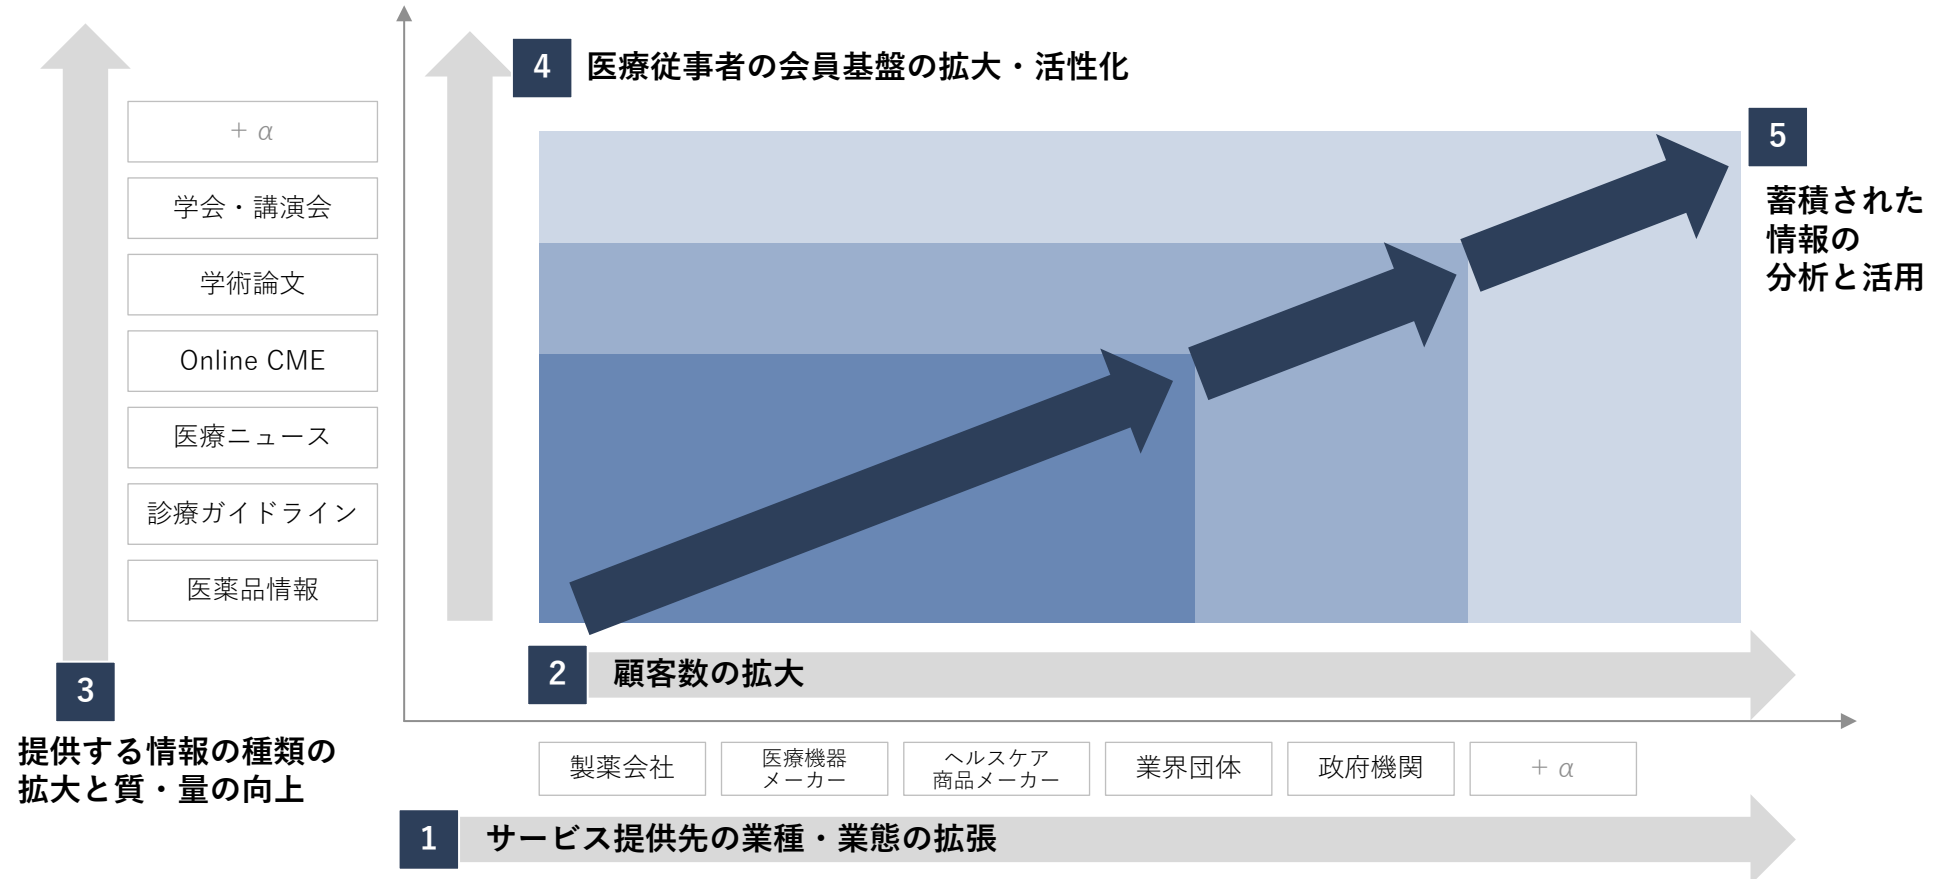 4
医療従事者の会員基盤の拡大・活性化
5
蓄積された
情報の
分析と活用
+ α
学会・講演会
学術論文
Online CME
医療ニュース
診療ガイドライン
医薬品情報
3
提供する情報の種類の
拡大と質・量の向上
2
顧客数の拡大
製薬会社
医療機器
メーカー
ヘルスケア
商品メーカー
業界団体
政府機関
+ α
1
サービス提供先の業種・業態の拡張